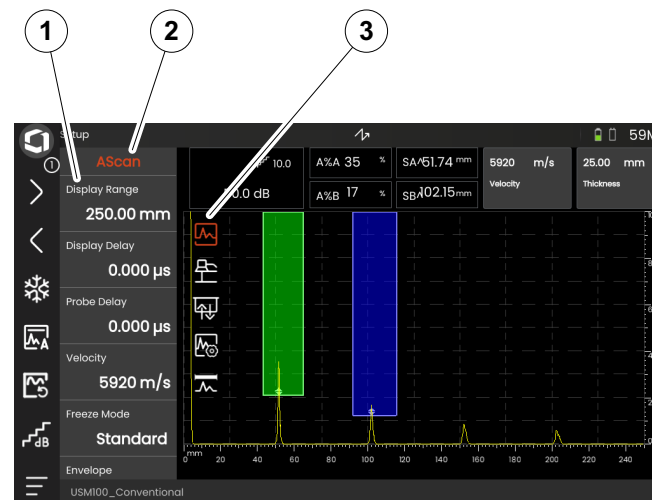 1 2 3
Setup
59M
1
AScan
Display Range
250.00 mm
Display Delay
0.000 µs
Probe Delay
0.000 µs
Velocity
5920 m/s
Freeze Mode
Standard
Envelope
10.0
0.0 dB
A%A 35 %
A%B 17 %
SA^51.74 mm
SB^102.15 mm
5920 m/s
Velocity
25.00 mm
Thickness
A
dB
mm
0 20 40 60 80 100 120 140 160 180 200 220 240
USM100_Conventional